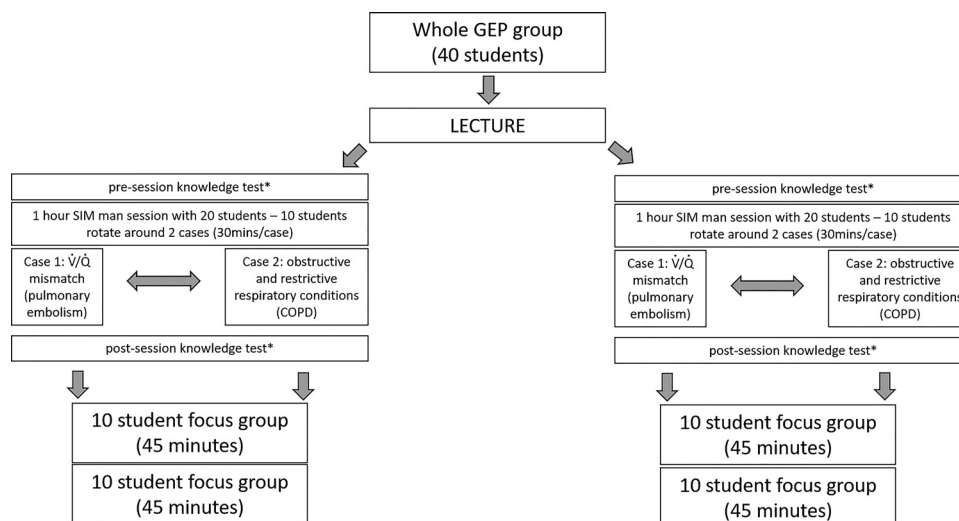 Whole GEP group
(40 students)
LECTURE
pre-session knowledge test*
1 hour SIM man session with 20 students – 10 students
rotate around 2 cases (30mins/case)
Case 1: V̇/Q̇
mismatch
(pulmonary
embolism)
Case 2: obstructive
and restrictive
respiratory conditions
(COPD)
post-session knowledge test*
10 student focus group
(45 minutes)
10 student focus group
(45 minutes)
pre-session knowledge test*
1 hour SIM man session with 20 students – 10 students
rotate around 2 cases (30mins/case)
Case 1: V̇/Q̇
mismatch
(pulmonary
embolism)
Case 2: obstructive
and restrictive
respiratory conditions
(COPD)
post-session knowledge test*
10 student focus group
(45 minutes)
10 student focus group
(45 minutes)